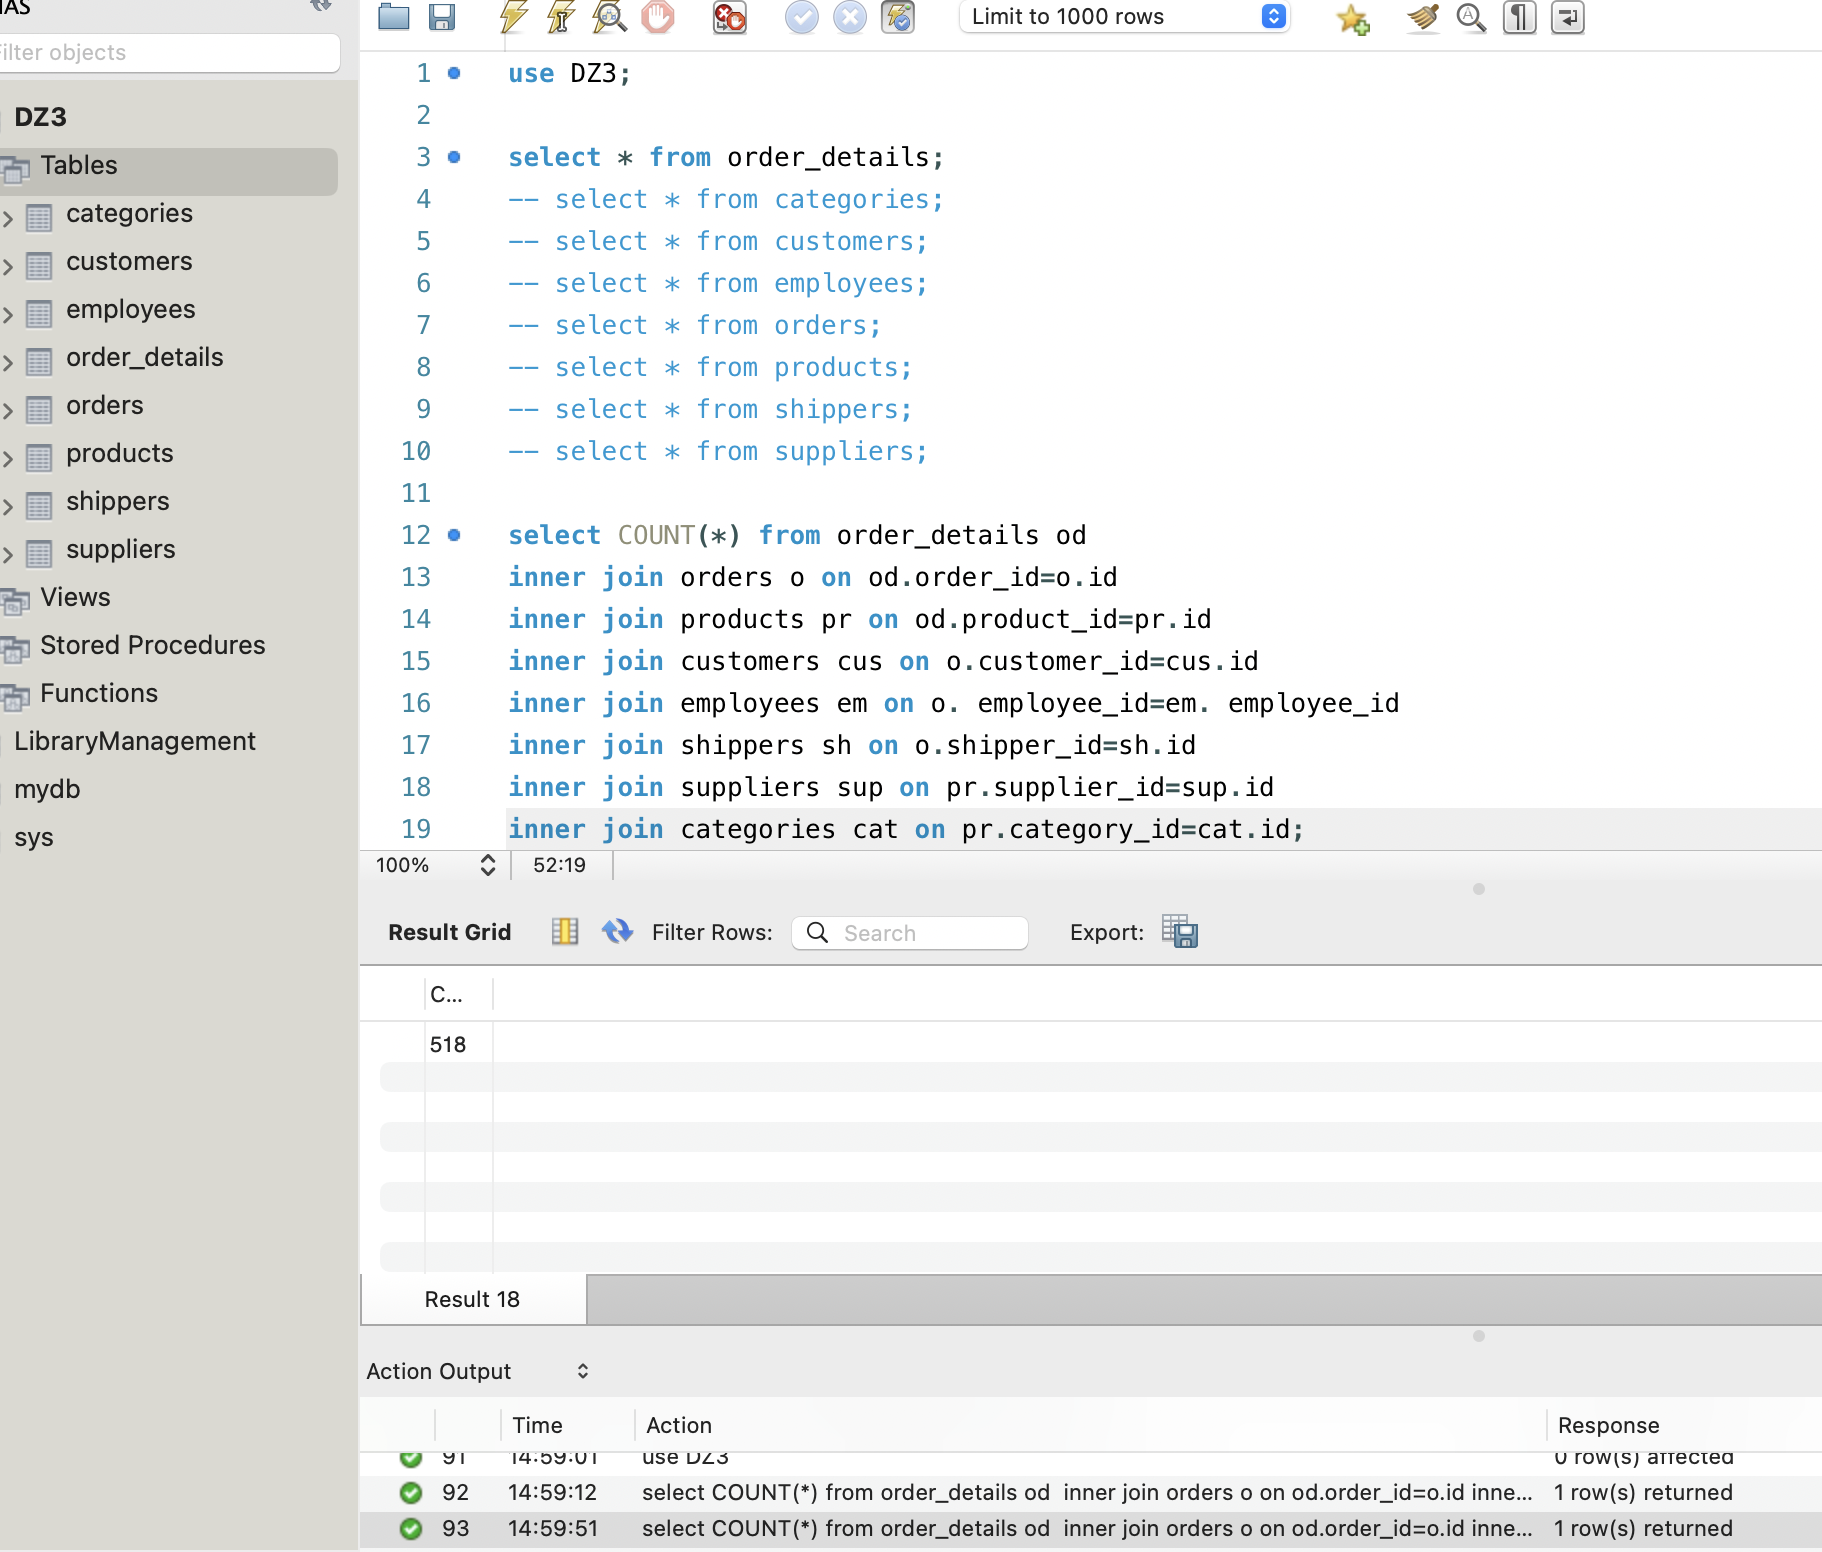 Limit to 1000 rows
Filter objects
DZ3
Tables
categories
customers
employees
order_details
orders
products
shippers
suppliers
Views
Stored Procedures
Functions
LibraryManagement
mydb
sys
1 use DZ3;
2
3 select * from order_details;
4 -- select * from categories;
5 -- select * from customers;
6 -- select * from employees;
7 -- select * from orders;
8 -- select * from products;
9 -- select * from shippers;
10 -- select * from suppliers;
11
12 select COUNT(*) from order_details od
13 inner join orders o on od.order_id=o.id
14 inner join products pr on od.product_id=pr.id
15 inner join customers cus on o.customer_id=cus.id
16 inner join employees em on o. employee_id=em. employee_id
17 inner join shippers sh on o.shipper_id=sh.id
18 inner join suppliers sup on pr.supplier_id=sup.id
19 inner join categories cat on pr.category_id=cat.id;
100% 52:19
Result Grid Filter Rows: Search Export:
C...
518
Result 18
Action Output
Time Action Response
91 14:59:01 use DZ3 0 row(s) affected
92 14:59:12 select COUNT(*) from order_details od inner join orders o on od.order_id=o.id inne... 1 row(s) returned
93 14:59:51 select COUNT(*) from order_details od inner join orders o on od.order_id=o.id inne... 1 row(s) returned